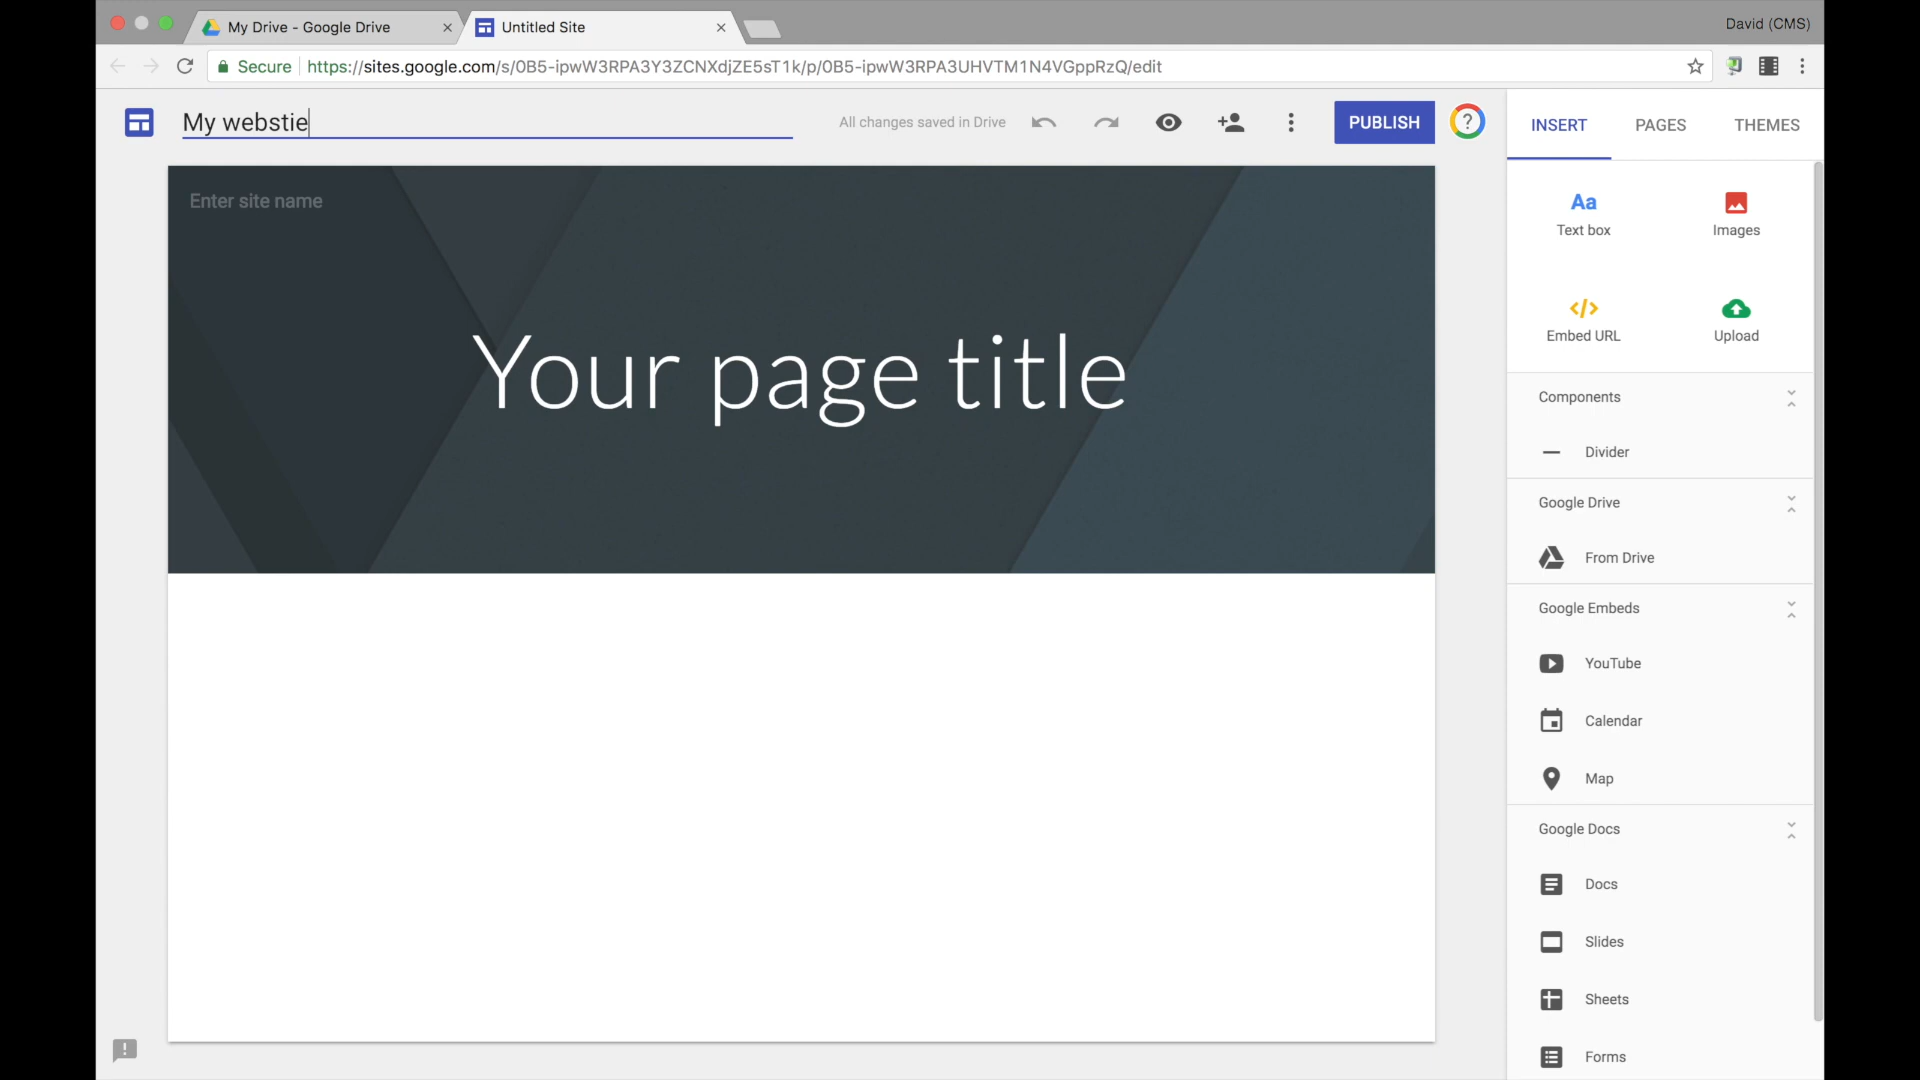 My Drive - Google Drive
Untitled Site
David (CMS)
Secure
https://sites.google.com/s/0B5-ipwW3RPA3Y3ZCNXdjZE5sT1k/p/0B5-ipwW3RPA3UHVTM1N4VGppRzQ/edit
My webstie
All changes saved in Drive
PUBLISH
?
INSERT
PAGES
THEMES
Enter site name
Your page title
Aa
Text box
Images
Embed URL
Upload
Components
Divider
Google Drive
From Drive
Google Embeds
YouTube
Calendar
Map
Google Docs
Docs
Slides
Sheets
Forms